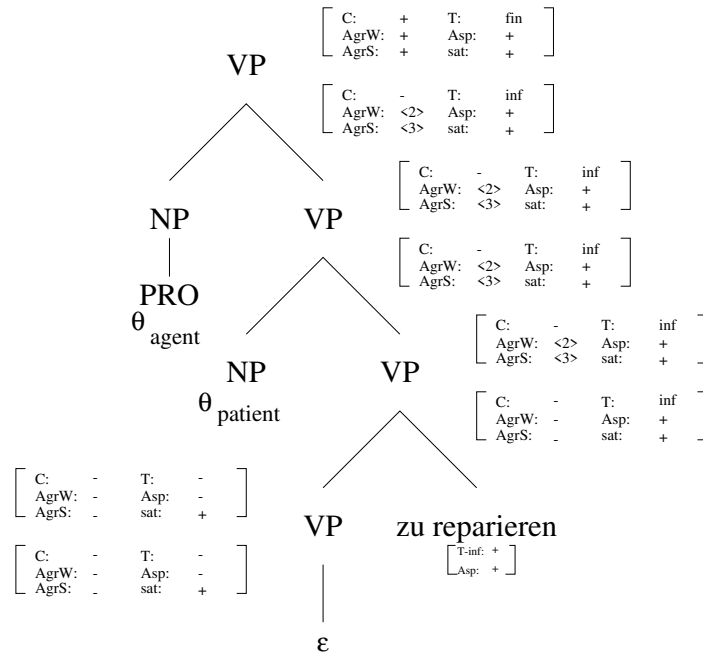 C: + T: fin
AgrW: + Asp: +
AgrS: + sat: +
VP
C: - T: inf
AgrW: <2> Asp: +
AgrS: <3> sat: +
C: - T: inf
AgrW: <2> Asp: +
AgrS: <3> sat: +
NP VP
C: - T: inf
AgrW: <2> Asp: +
AgrS: <3> sat: +
PRO
θ agent
C: - T: inf
AgrW: <2> Asp: +
AgrS: <3> sat: +
NP VP
θ patient
C: - T: inf
AgrW: - Asp: +
AgrS: - sat: +
C: - T: -
AgrW: - Asp: -
AgrS: - sat: +
VP zu reparieren
T-inf: +
Asp: +
C: - T: -
AgrW: - Asp: -
AgrS: - sat: +
ε